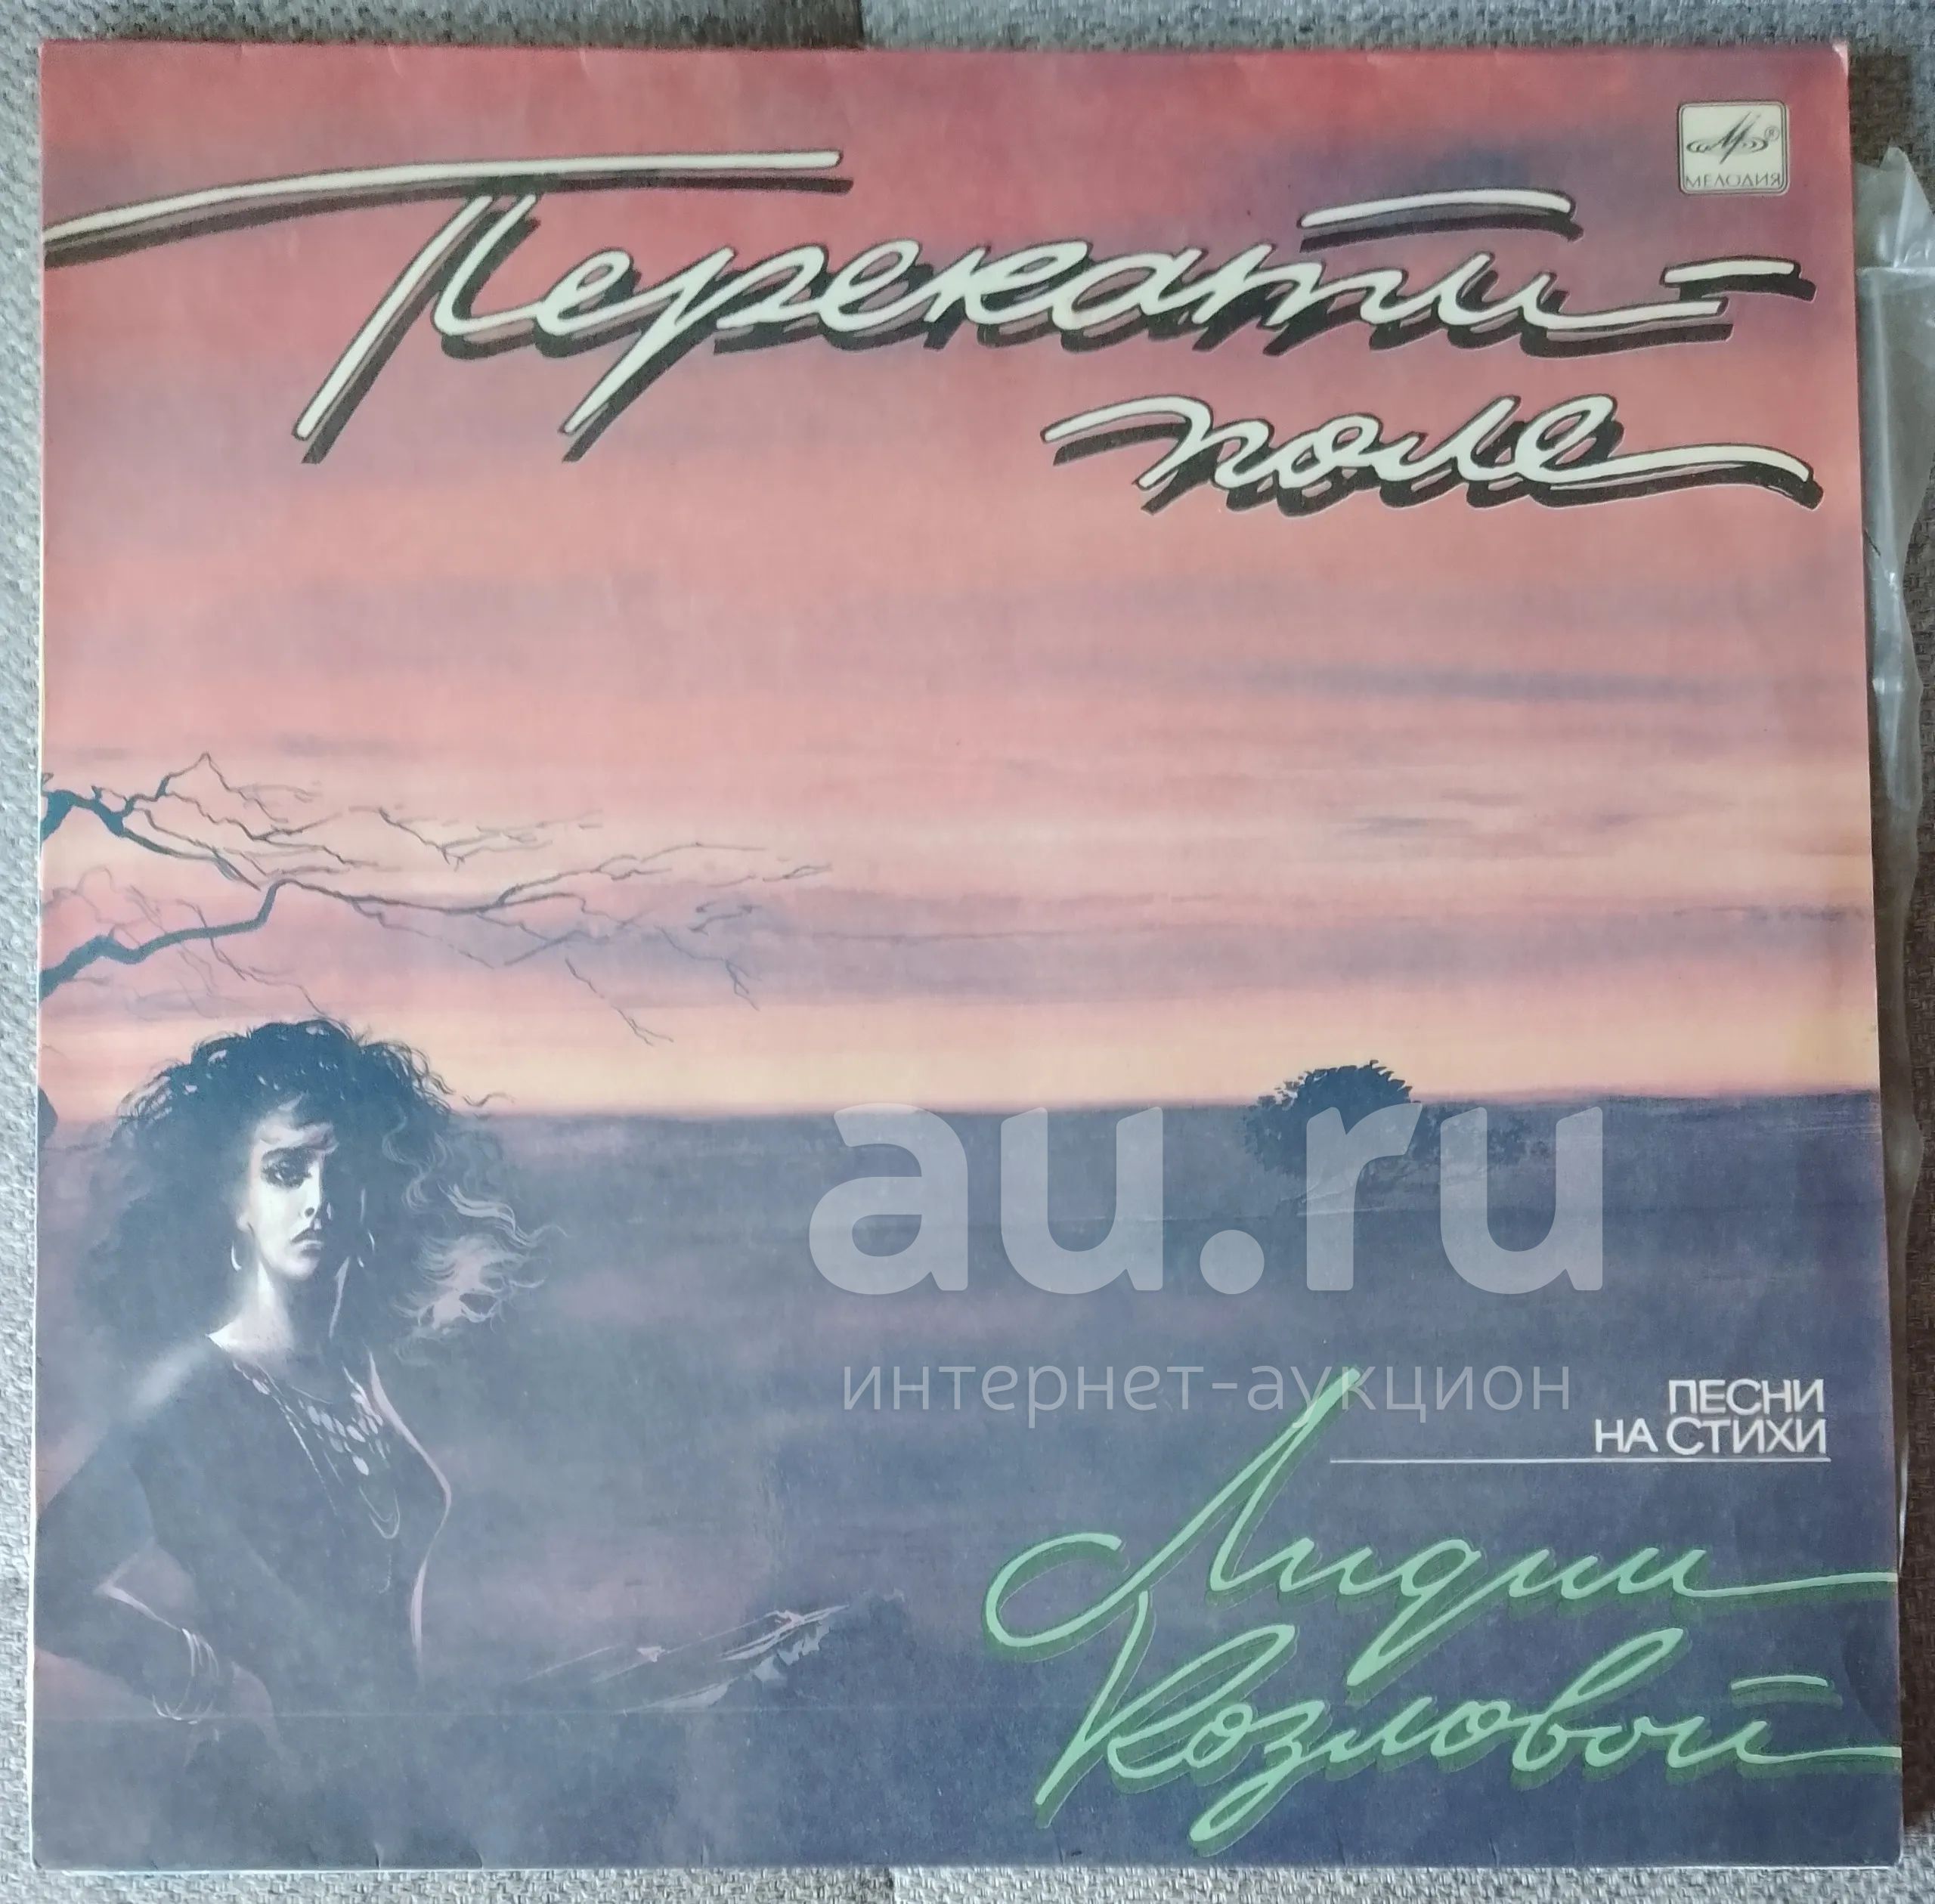 МЕЛОДИЯ
Перекати-
поле
au.ru
интернет-аукцион
ПЕСНИ
НА СТИХИ
Лидии
Козловой